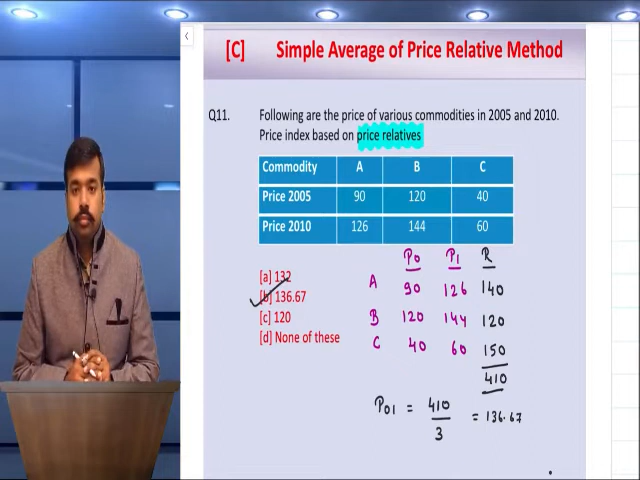 [C] Simple Average of Price Relative Method
Q11. Following are the price of various commodities in 2005 and 2010.
Price index based on price relatives
Commodity A B C
Price 2005 90 120 40
Price 2010 126 144 60
[a] 132
[b] 136.67
[c] 120
[d] None of these
P0 P1 R
A 90 126 140
B 120 144 120
C 40 60 150
410
P01 = 410/3 = 136.67